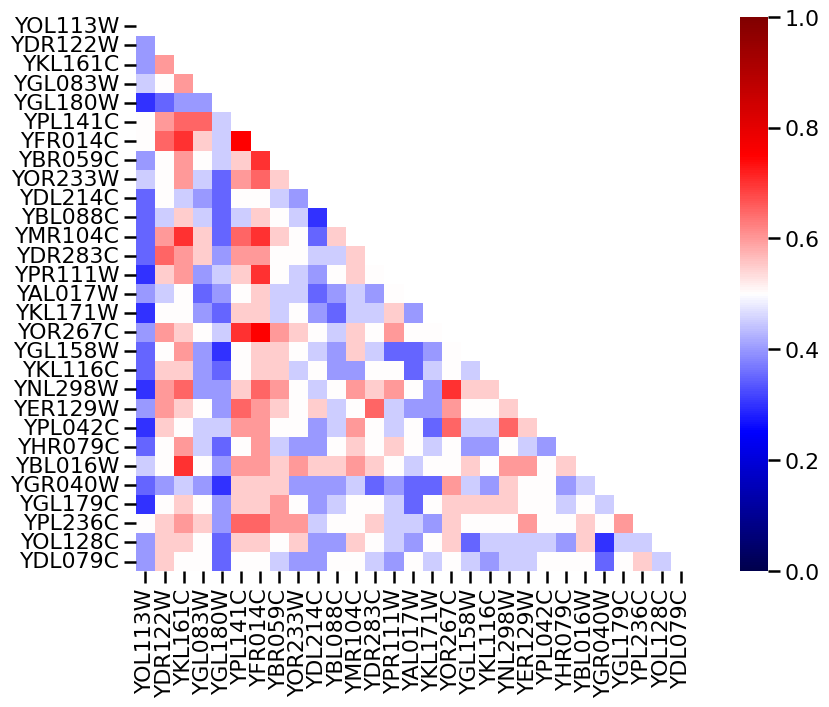 YOL113W
YDR122W
YKL161C
YGL083W
YGL180W
YPL141C
YFR014C
YBR059C
YOR233W
YDL214C
YBL088C
YMR104C
YDR283C
YPR111W
YAL017W
YKL171W
YOR267C
YGL158W
YKL116C
YNL298W
YER129W
YPL042C
YHR079C
YBL016W
YGR040W
YGL179C
YPL236C
YOL128C
YDL079C
YOL113W
YDR122W
YKL161C
YGL083W
YGL180W
YPL141C
YFR014C
YBR059C
YOR233W
YDL214C
YBL088C
YMR104C
YDR283C
YPR111W
YAL017W
YKL171W
YOR267C
YGL158W
YKL116C
YNL298W
YER129W
YPL042C
YHR079C
YBL016W
YGR040W
YGL179C
YPL236C
YOL128C
YDL079C
1.0
0.8
0.6
0.4
0.2
0.0